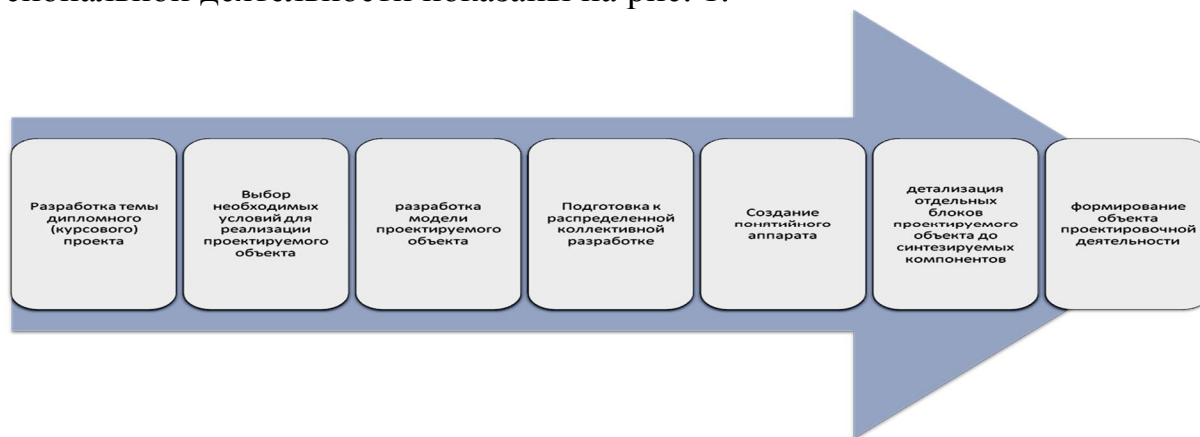 сиональной деятельности показаны на рис. 1.
Разработка темы
дипломного
(курсового)
проекта
Выбор
необходимых
условий для
реализации
проектируемого
объекта
разработка
модели
проектируемого
объекта
Подготовка к
распределенной
коллективной
разработке
Создание
понятийного
аппарата
детализация
отдельных
блоков
проектируемого
объекта до
синтезируемых
компонентов
формирование
объекта
проектировочной
деятельности